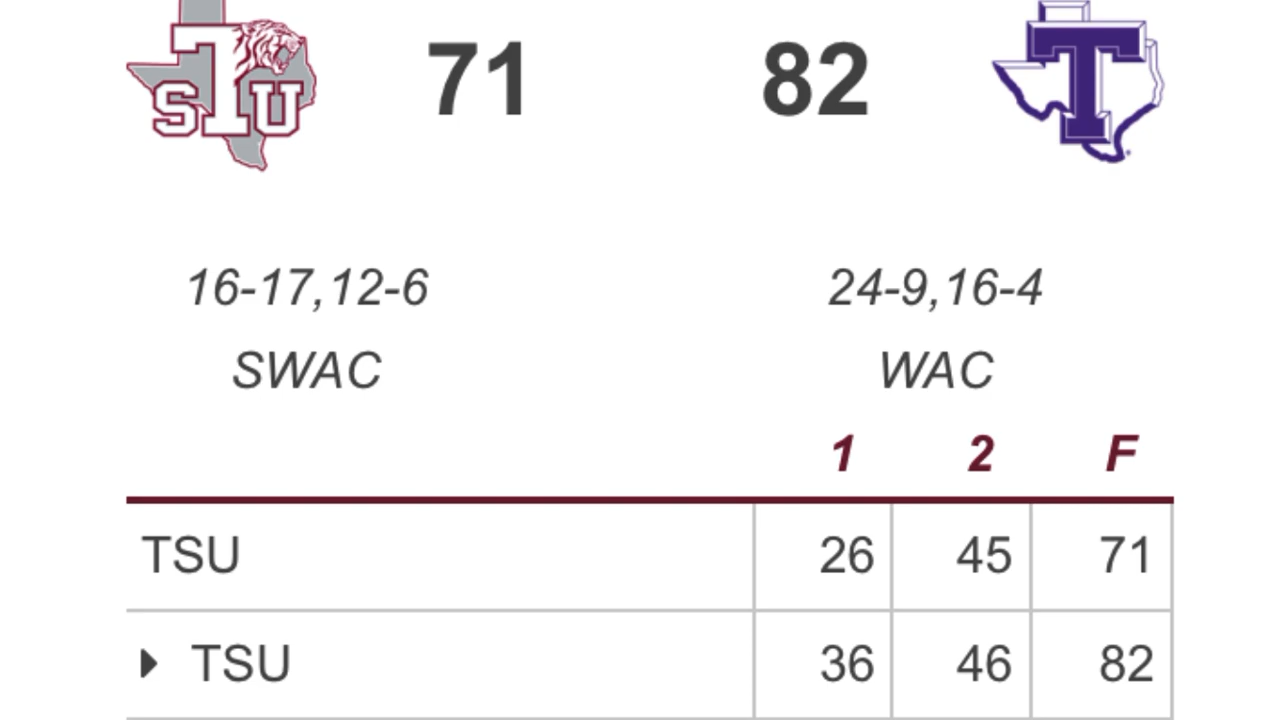 STU
71
82
T
16-17,12-6
SWAC
24-9,16-4
WAC
1 2 F
TSU 26 45 71
TSU 36 46 82